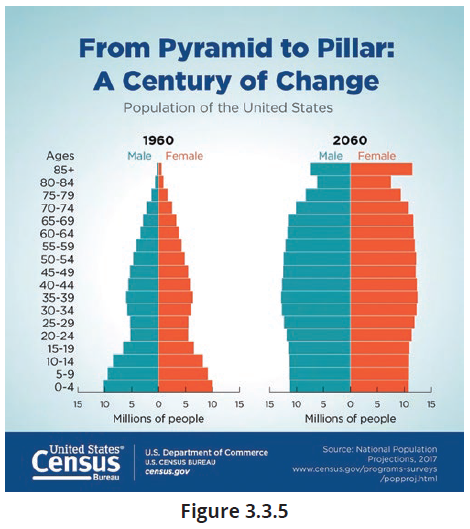 From Pyramid to Pillar:
A Century of Change
Population of the United States
1960
2060
Ages
Male Female
Male Female
85+
80-84
75-79
70-74
65-69
60-64
55-59
50-54
45-49
40-44
35-39
30-34
25-29
20-24
15-19
10-14
5-9
0-4
15 10 5 0 5 10 15
15 10 5 0 5 10 15
Millions of people
Millions of people
United States®
Census
Bureau
U.S. Department of Commerce
U.S. CENSUS BUREAU
census.gov
Source: National Population
Projections, 2017
www.census.gov/programs-surveys
/popproj.html
Figure 3.3.5